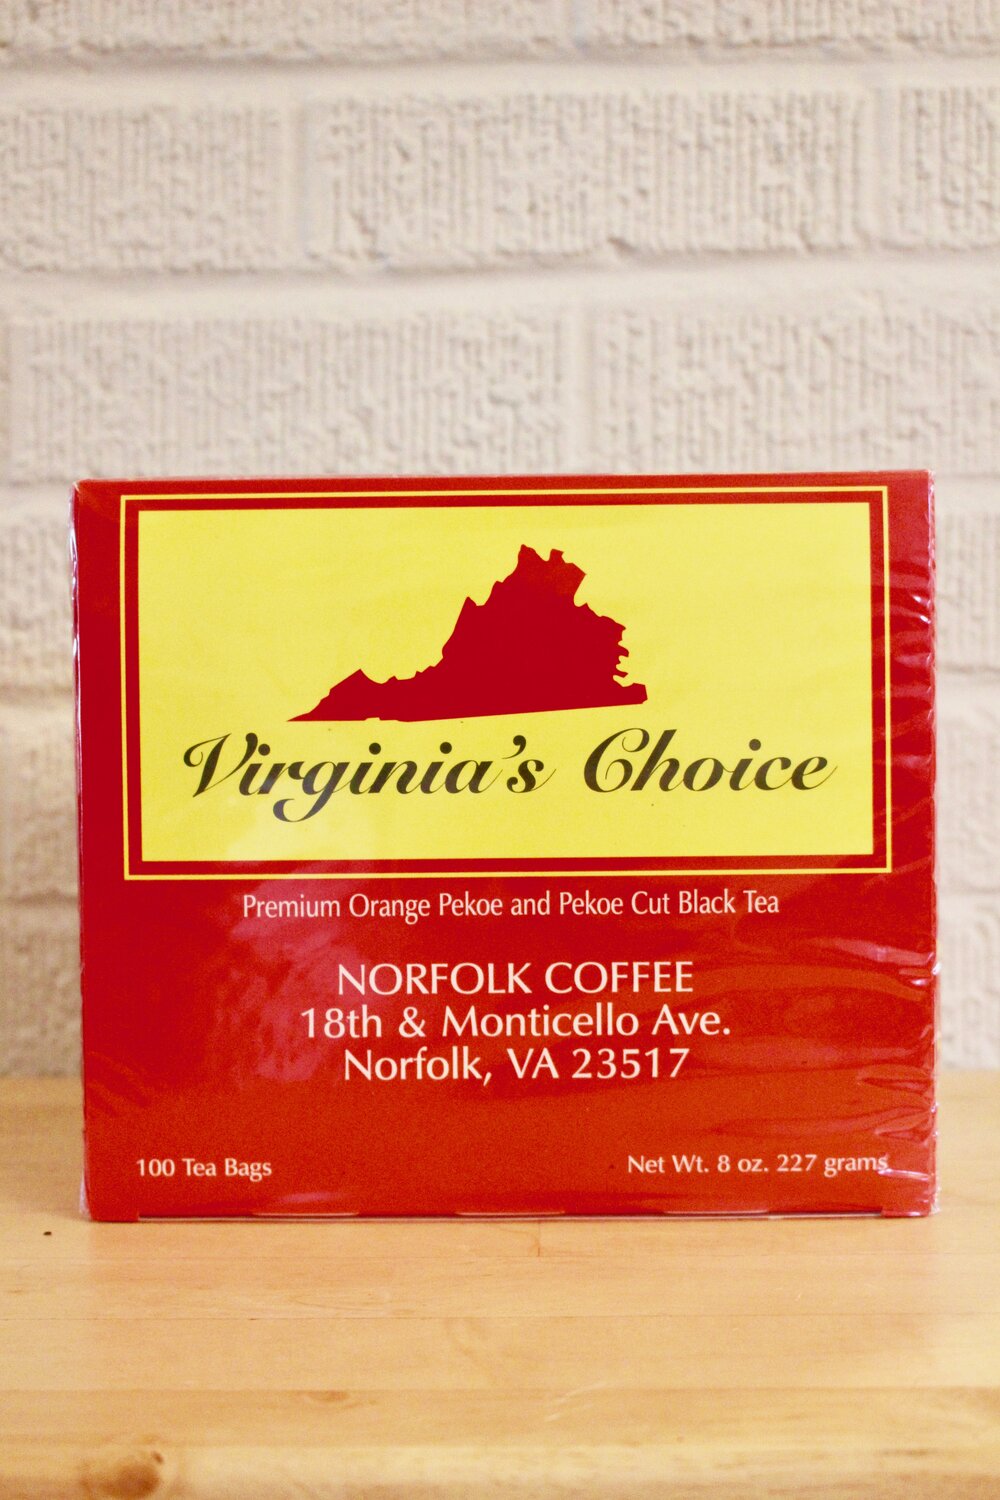 Virginia's Choice
Premium Orange Pekoe and Pekoe Cut Black Tea
NORFOLK COFFEE
18th & Monticello Ave.
Norfolk, VA 23517
100 Tea Bags
Net Wt. 8 oz. 227 grams